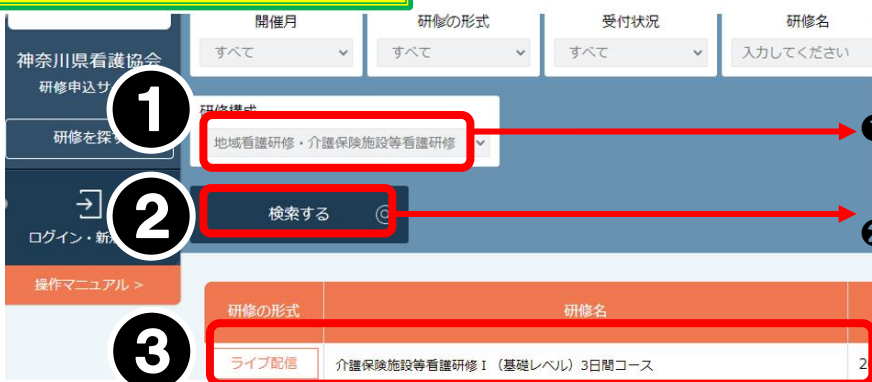 開催月
研修の形式
受付状況
研修名
すべて
すべて
すべて
入力してください
神奈川県看護協会
研修申込サ
研修を探す
ログイン・新
操作マニュアル >
1
研修構成
地域看護研修・介護保険施設等看護研修
2
検索する
研修の形式
研修名
3
ライブ配信
介護保険施設等看護研修Ⅰ（基礎レベル）3日間コース
2